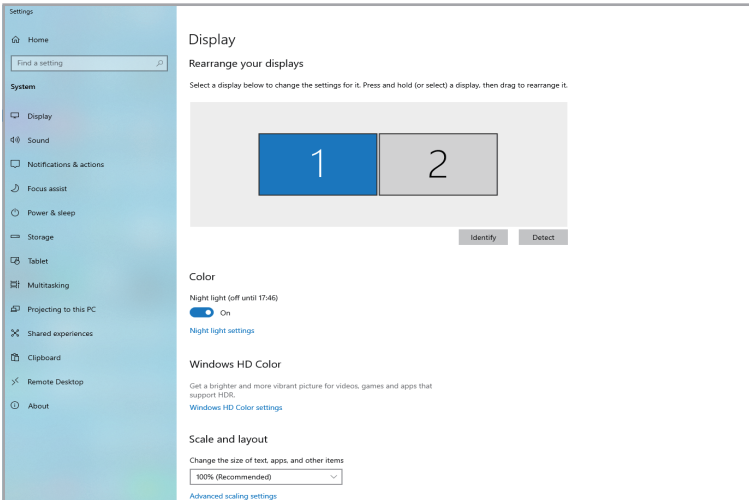 Settings
Home
Find a setting
System
Display
Sound
Notifications & actions
Focus assist
Power & sleep
Storage
Tablet
Multitasking
Projecting to this PC
Shared experiences
Clipboard
Remote Desktop
About
Display
Rearrange your displays
Select a display below to change the settings for it. Press and hold (or select) a display, then drag to rearrange it.
1 2
Identify Detect
Color
Night light (off until 17:46)
On
Night light settings
Windows HD Color
Get a brighter and more vibrant picture for videos, games and apps that
support HDR.
Windows HD Color settings
Scale and layout
Change the size of text, apps, and other items
100% (Recommended)
Advanced scaling settings